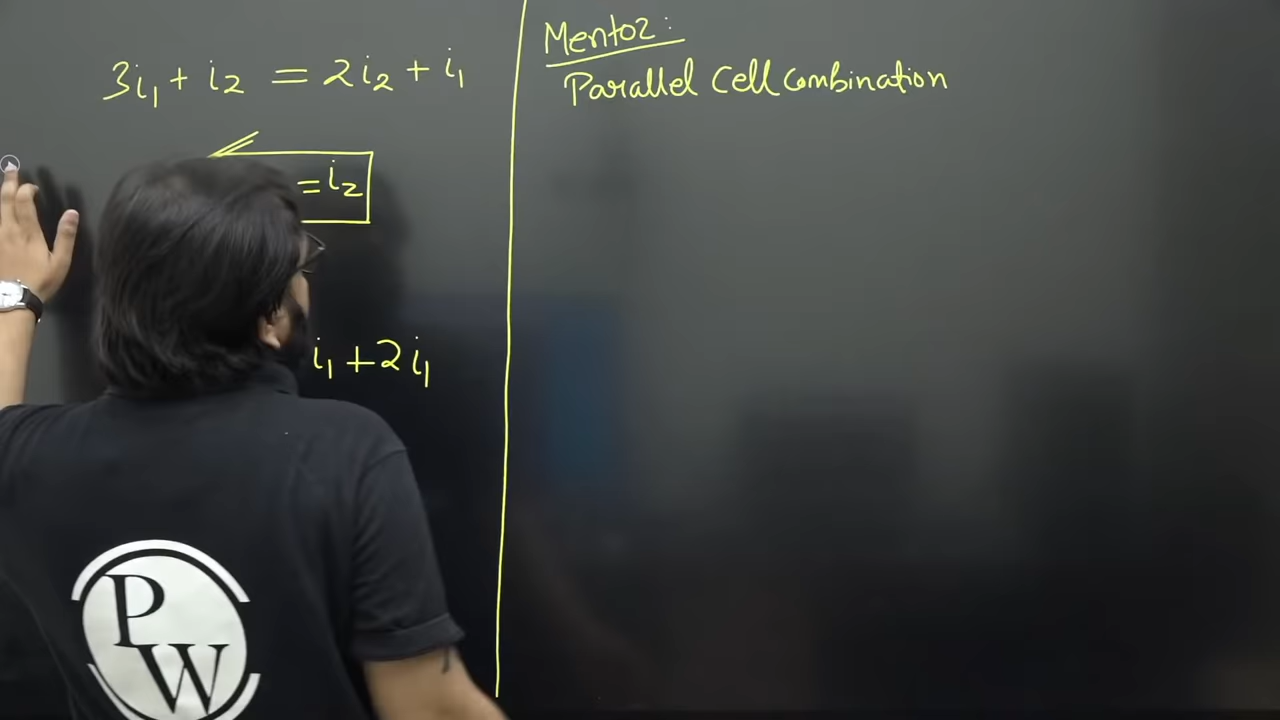 3i₁ + i₂ = 2i₂ + i₁
= i₂
i₁ + 2i₁
Mentor:
Parallel Cell Combination
PW